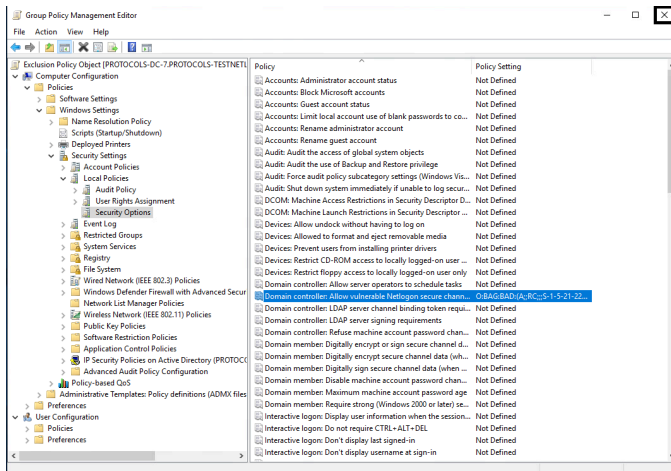 Group Policy Management Editor
File Action View Help
Exclusion Policy Object [PROTOCOLS-DC-7.PROTOCOLS-TESTNETL
Computer Configuration
Policies
Software Settings
Windows Settings
Name Resolution Policy
Scripts (Startup/Shutdown)
Deployed Printers
Security Settings
Account Policies
Local Policies
Audit Policy
User Rights Assignment
Security Options
Event Log
Restricted Groups
System Services
Registry
File System
Wired Network (IEEE 802.3) Policies
Windows Defender Firewall with Advanced Secur
Network List Manager Policies
Wireless Network (IEEE 802.11) Policies
Public Key Policies
Software Restriction Policies
Application Control Policies
IP Security Policies on Active Directory (PROTOC
Advanced Audit Policy Configuration
Policy-based QoS
Administrative Templates: Policy definitions (ADMX files
Preferences
User Configuration
Policies
Preferences
Policy Policy Setting
Accounts: Administrator account status Not Defined
Accounts: Block Microsoft accounts Not Defined
Accounts: Guest account status Not Defined
Accounts: Limit local account use of blank passwords to co... Not Defined
Accounts: Rename administrator account Not Defined
Accounts: Rename guest account Not Defined
Audit: Audit the access of global system objects Not Defined
Audit: Audit the use of Backup and Restore privilege Not Defined
Audit: Force audit policy subcategory settings (Windows Vis... Not Defined
Audit: Shut down system immediately if unable to log secur... Not Defined
DCOM: Machine Access Restrictions in Security Descriptor D... Not Defined
DCOM: Machine Launch Restrictions in Security Descriptor ... Not Defined
Devices: Allow undock without having to log on Not Defined
Devices: Allowed to format and eject removable media Not Defined
Devices: Prevent users from installing printer drivers Not Defined
Devices: Restrict CD-ROM access to locally logged-on user ... Not Defined
Devices: Restrict floppy access to locally logged-on user only Not Defined
Domain controller: Allow server operators to schedule tasks Not Defined
Domain controller: Allow vulnerable Netlogon secure chann... O:BAG:BAD:(A;;RC;;;S-1-5-21-22...
Domain controller: LDAP server channel binding token requi... Not Defined
Domain controller: LDAP server signing requirements Not Defined
Domain controller: Refuse machine account password chan... Not Defined
Domain member: Digitally encrypt or sign secure channel d... Not Defined
Domain member: Digitally encrypt secure channel data (wh... Not Defined
Domain member: Digitally sign secure channel data (when ... Not Defined
Domain member: Disable machine account password chan... Not Defined
Domain member: Maximum machine account password age Not Defined
Domain member: Require strong (Windows 2000 or later) se... Not Defined
Interactive logon: Display user information when the session... Not Defined
Interactive logon: Do not require CTRL+ALT+DEL Not Defined
Interactive logon: Don't display last signed-in Not Defined
Interactive logon: Don't display username at sign-in Not Defined